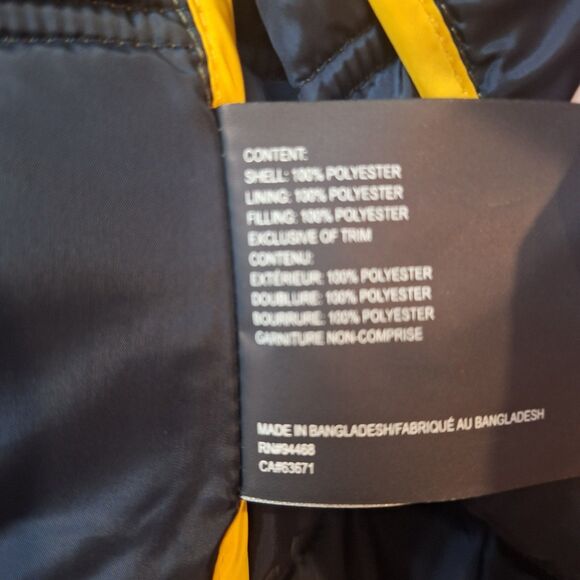 CONTENT:
SHELL: 100% POLYESTER
LINING: 100% POLYESTER
FILLING: 100% POLYESTER
EXCLUSIVE OF TRIM
CONTENU:
EXTÉRIEUR: 100% POLYESTER
DOUBLURE: 100% POLYESTER
BOURRURE: 100% POLYESTER
GARNITURE NON-COMPRISE
MADE IN BANGLADESH/FABRIQUÉ AU BANGLADESH
RN#94468
CA#63671